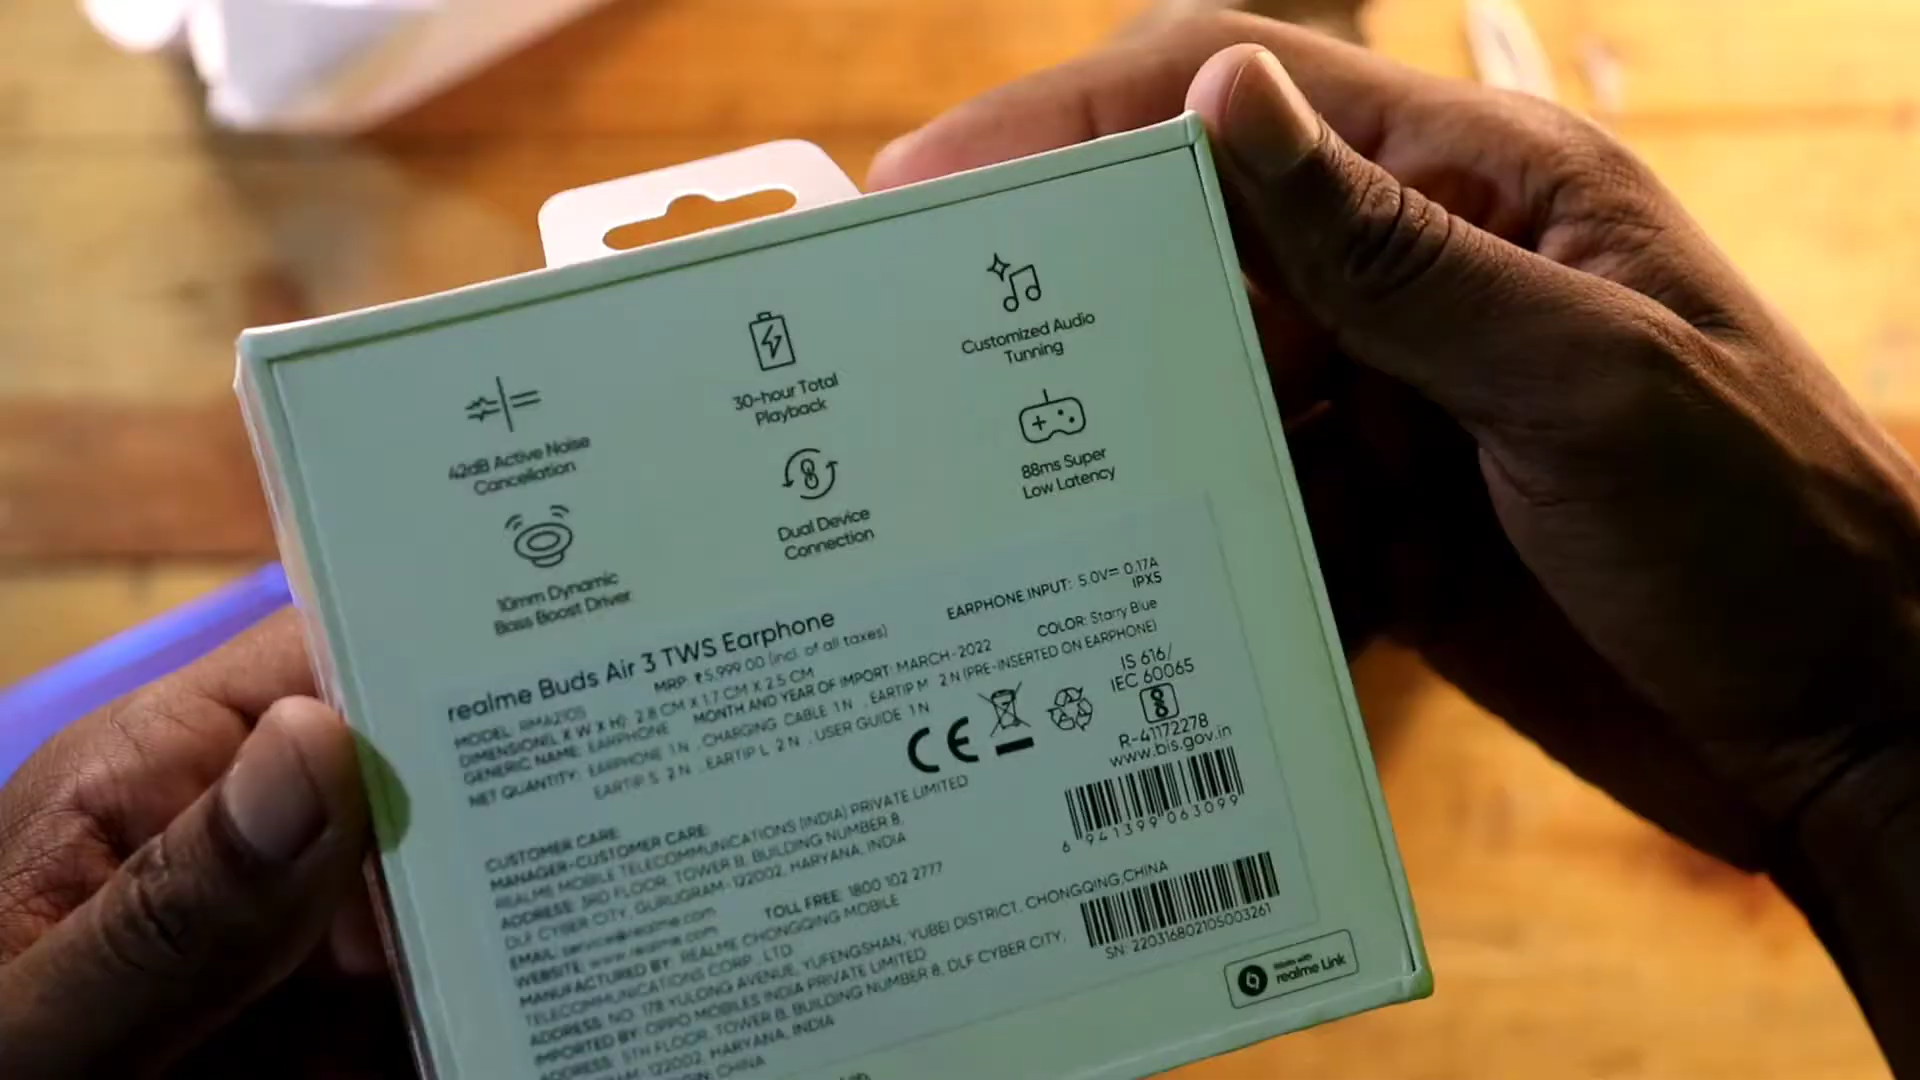 42dB Active Noise
Cancellation
30-hour Total
Playback
Customized Audio
Tunning
10mm Dynamic
Bass Boost Driver
Dual Device
Connection
88ms Super
Low Latency
realme Buds Air 3 TWS Earphone
MODEL: RMA2105
MRP: ₹5,999.00 (incl. of all taxes)
EARPHONE INPUT: 5.0V⎓ 0.17A
IPX5
DIMENSION(L X W X H): 2.8 CM X 1.7 CM X 2.5 CM
COLOR: Starry Blue
GENERIC NAME: EARPHONE
MONTH AND YEAR OF IMPORT: MARCH-2022
NET QUANTITY: EARPHONE 1 N , CHARGING CABLE 1 N , EARTIP M 2 N (PRE-INSERTED ON EARPHONE)
EARTIP S 2 N , EARTIP L 2 N , USER GUIDE 1 N
CE
IS 616/
IEC 60065
R-41172278
www.bis.gov.in
6 941399 063099
CUSTOMER CARE:
MANAGER-CUSTOMER CARE:
REALME MOBILE TELECOMMUNICATIONS (INDIA) PRIVATE LIMITED
ADDRESS: 3RD FLOOR, TOWER B, BUILDING NUMBER 8,
DLF CYBER CITY, GURUGRAM-122002, HARYANA, INDIA
EMAIL: service@realme.com
TOLL FREE: 1800 102 2777
WEBSITE: www.realme.com
MANUFACTURED BY: REALME CHONGQING MOBILE
TELECOMMUNICATIONS CORP., LTD.
ADDRESS: NO. 178 YULONG AVENUE, YUFENGSHAN, YUBEI DISTRICT, CHONGQING,CHINA
IMPORTED BY: OPPO MOBILES INDIA PRIVATE LIMITED
ADDRESS: 5TH FLOOR, TOWER B, BUILDING NUMBER 8, DLF CYBER CITY,
122002, HARYANA, INDIA
CHINA
SN: 220316802105003261
realme Link